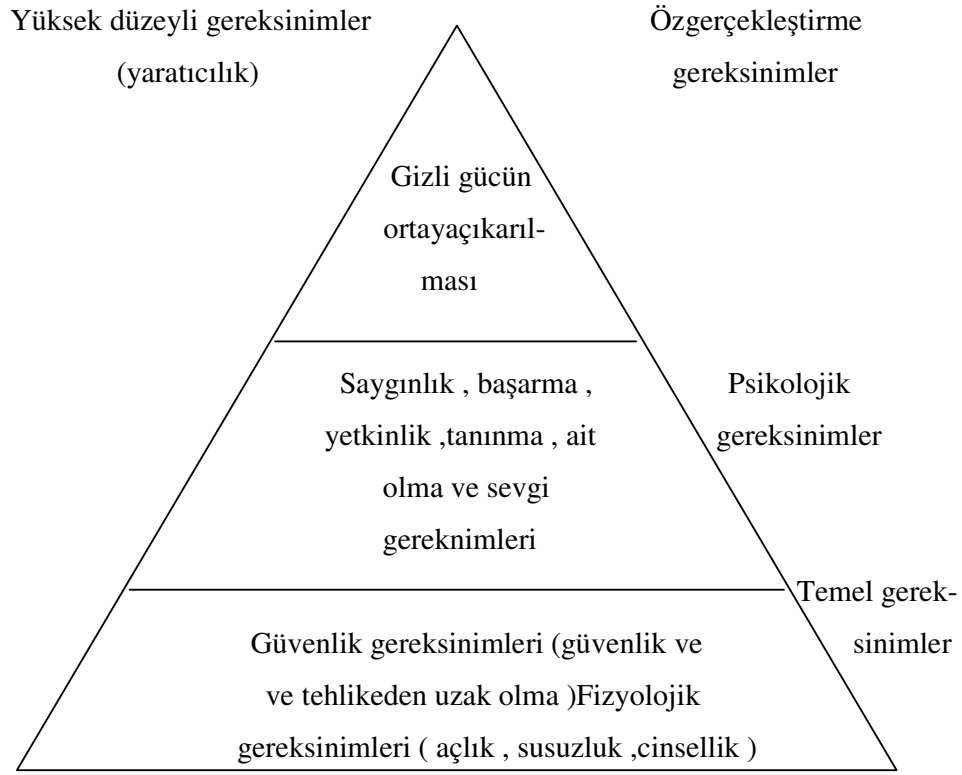 Yüksek düzeyli gereksinimler
(yaratıcılık)
Özgerçekleştirme
gereksinimler
Gizli gücün
ortayaçıkarıl-
ması
Saygınlık , başarma ,
yetkinlik ,tanınma , ait
olma ve sevgi
gereknimleri
Psikolojik
gereksinimler
Temel gerek-
sinimler
Güvenlik gereksinimleri (güvenlik ve
ve tehlikeden uzak olma )Fizyolojik
gereksinimleri ( açlık , susuzluk ,cinsellik )